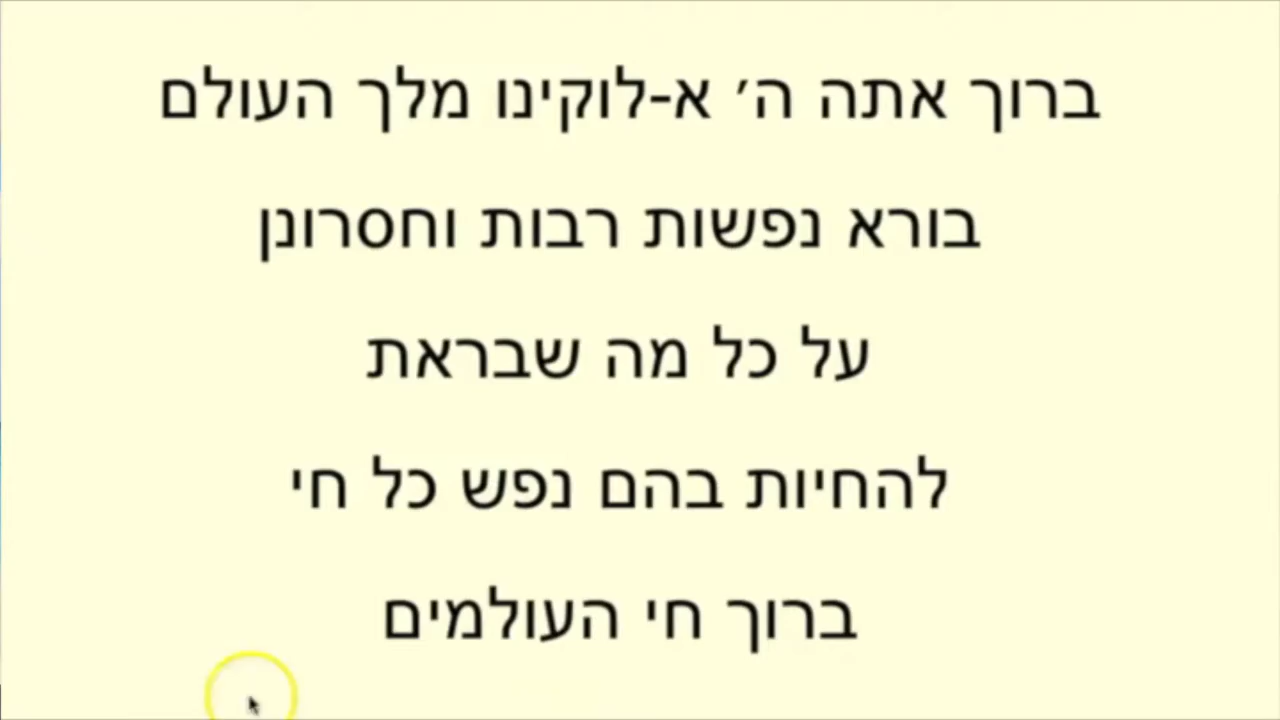 ברוך אתה ה׳ א-לוקינו מלך העולם
בורא נפשות רבות וחסרונן
על כל מה שבראת
להחיות בהם נפש כל חי
ברוך חי העולמים